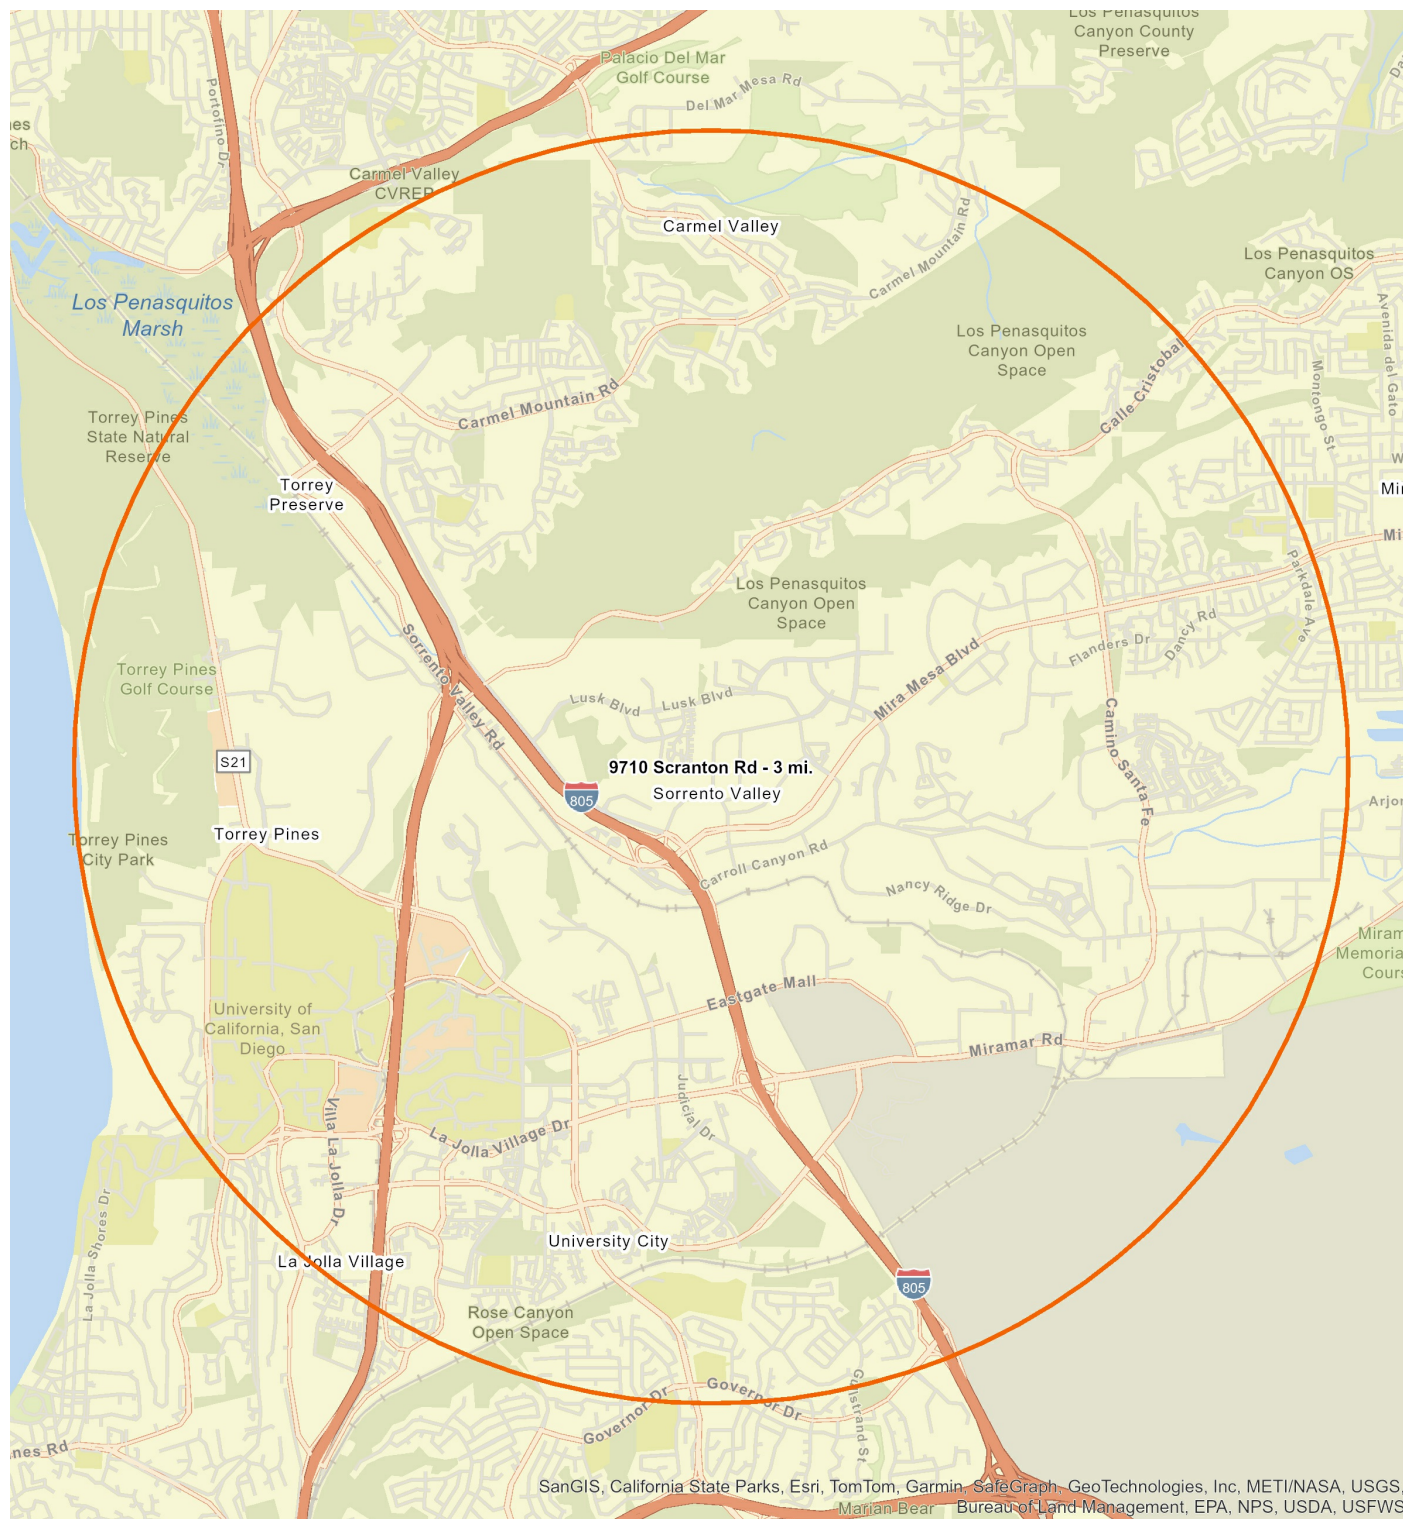 Los Penasquitos
Canyon County
Preserve
Palacio Del Mar
Golf Course
Del Mar Mesa Rd
Portofino Dr
Carmel Valley
CVREP
Carmel Valley
Carmel Mountain Rd
Los Penasquitos
Canyon OS
Los Penasquitos
Marsh
Avenida del Gato
Los Penasquitos
Canyon Open
Space
Calle Cristobal
Montongo St
Carmel Mountain Rd
Torrey Pines
State Natural
Reserve
Torrey
Preserve
Los Penasquitos
Canyon Open
Space
Parkdale Ave
Sorrento Valley Rd
Flanders Dr
Dancy Rd
Mira Mesa Blvd
Torrey Pines
Golf Course
Lusk Blvd
Lusk Blvd
Camino Santa Fe
S21
9710 Scranton Rd - 3 mi.
Sorrento Valley
805
Torrey Pines
Torrey Pines
City Park
Carroll Canyon Rd
Nancy Ridge Dr
Eastgate Mall
University of
California, San
Diego
Miramar Rd
Judicial Dr
Villa La Jolla Dr
La Jolla Village Dr
La Jolla Shores Dr
University City
La Jolla Village
805
Rose Canyon
Open Space
Governor Dr
Governor Dr
Gullstrand St
SanGIS, California State Parks, Esri, TomTom, Garmin, SafeGraph, GeoTechnologies, Inc, METI/NASA, USGS,
Marian Bear
Bureau of Land Management, EPA, NPS, USDA, USFWS